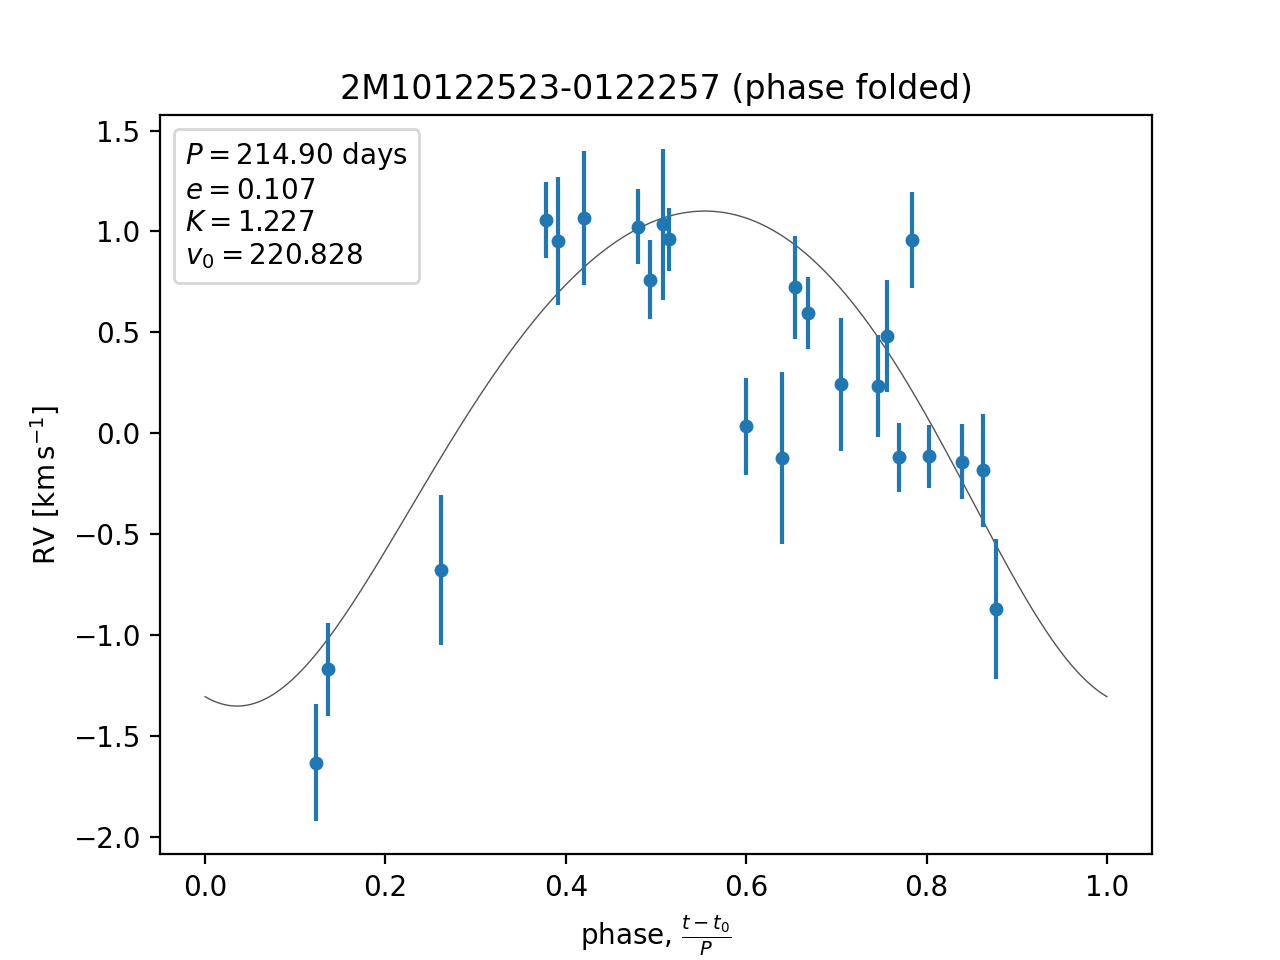 2M10122523-0122257 (phase folded)
P = 214.90 days
e = 0.107
K = 1.227
v₀ = 220.828
1.5
1.0
0.5
0.0
−0.5
−1.0
−1.5
−2.0
RV [km s⁻¹]
0.0 0.2 0.4 0.6 0.8 1.0
phase, (t − t₀)/P